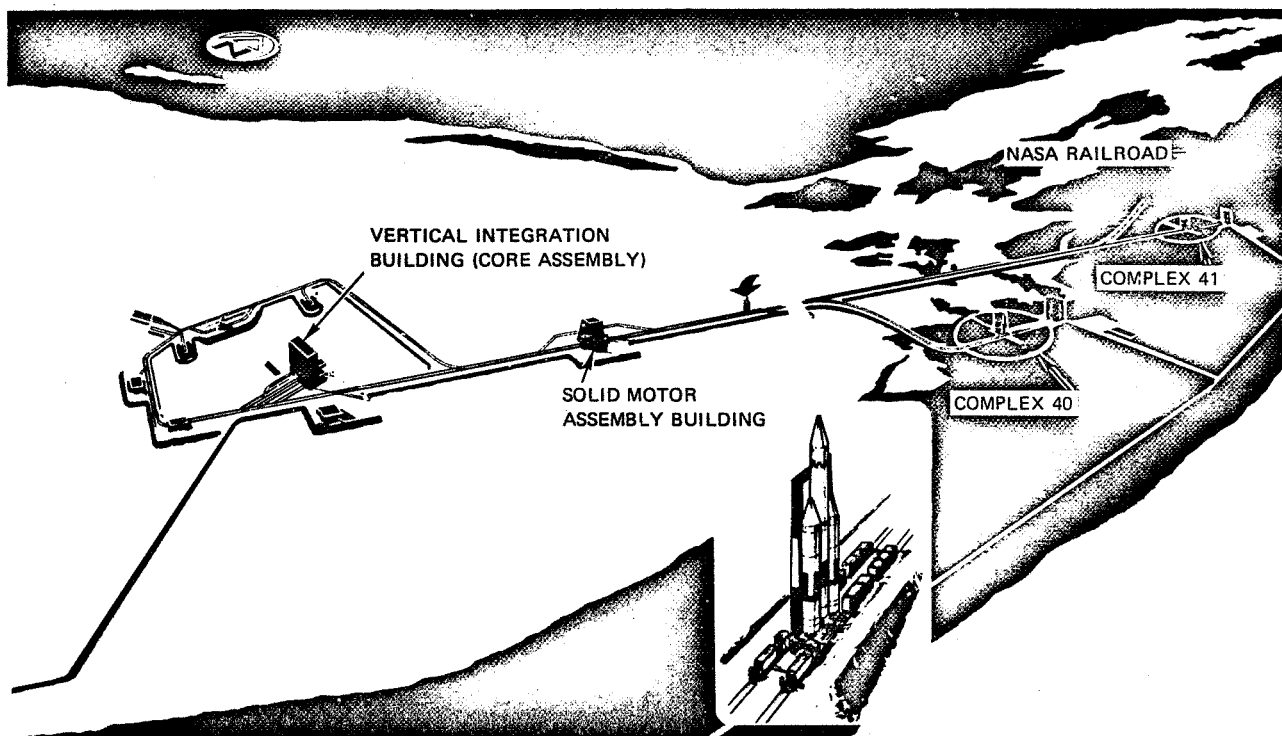 NASA RAILROAD
VERTICAL INTEGRATION
BUILDING (CORE ASSEMBLY)
COMPLEX 41
SOLID MOTOR
ASSEMBLY BUILDING
COMPLEX 40